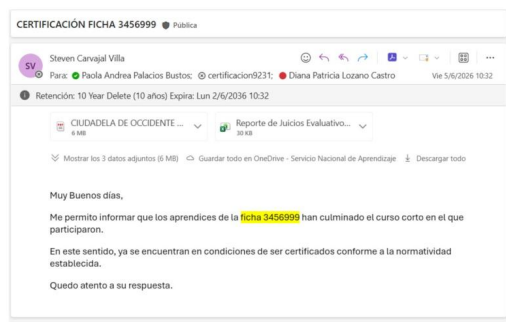 CERTIFICACIÓN FICHA 3456999 Pública
SV
Steven Carvajal Villa
Para: Paola Andrea Palacios Bustos; certificacion9231; Diana Patricia Lozano Castro
Vie 5/6/2026 10:32
Retención: 10 Year Delete (10 años) Expira: Lun 2/6/2036 10:32
CIUDADELA DE OCCIDENTE ...
6 MB
Reporte de Juicios Evaluativo...
30 KB
Mostrar los 3 datos adjuntos (6 MB) Guardar todo en OneDrive - Servicio Nacional de Aprendizaje Descargar todo
Muy Buenos días,
Me permito informar que los aprendices de la ficha 3456999 han culminado el curso corto en el que
participaron.
En este sentido, ya se encuentran en condiciones de ser certificados conforme a la normatividad
establecida.
Quedo atento a su respuesta.